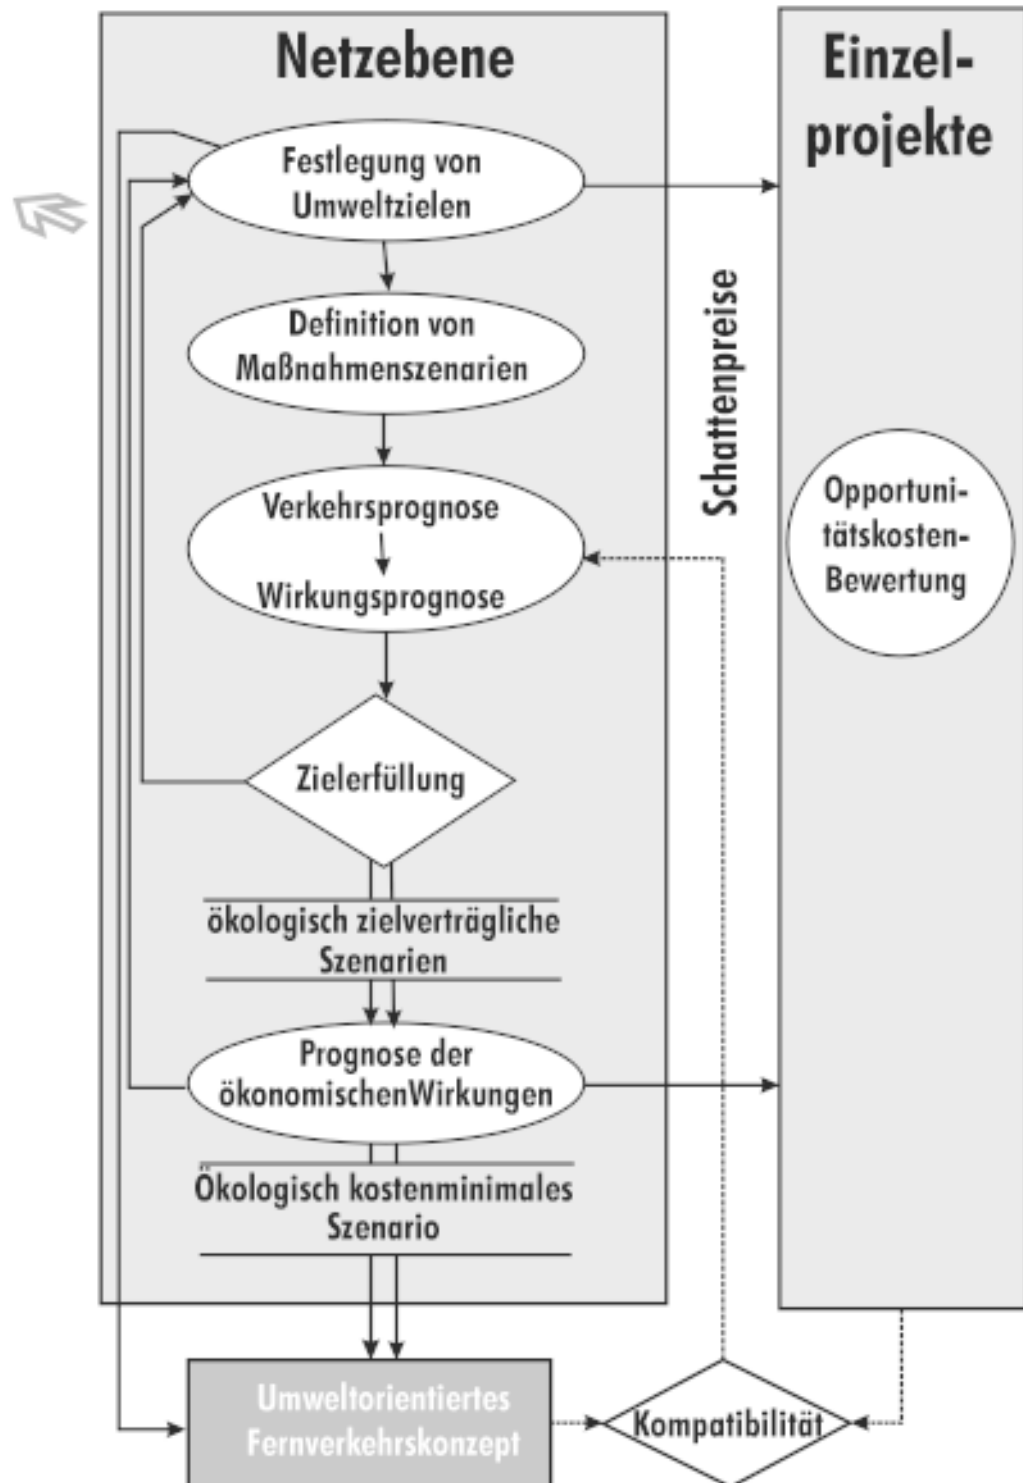 Netzebene
Festlegung von
Umweltzielen
Definition von
Maßnahmenszenarien
Verkehrsprognose
Wirkungsprognose
Zielerfüllung
ökologisch zielverträgliche
Szenarien
Prognose der
ökonomischenWirkungen
Ökologisch kostenminimales
Szenario
Umweltorientiertes
Fernverkehrskonzept
Schattenpreise
Kompatibilität
Einzel-
projekte
Opportuni-
tätskosten-
Bewertung